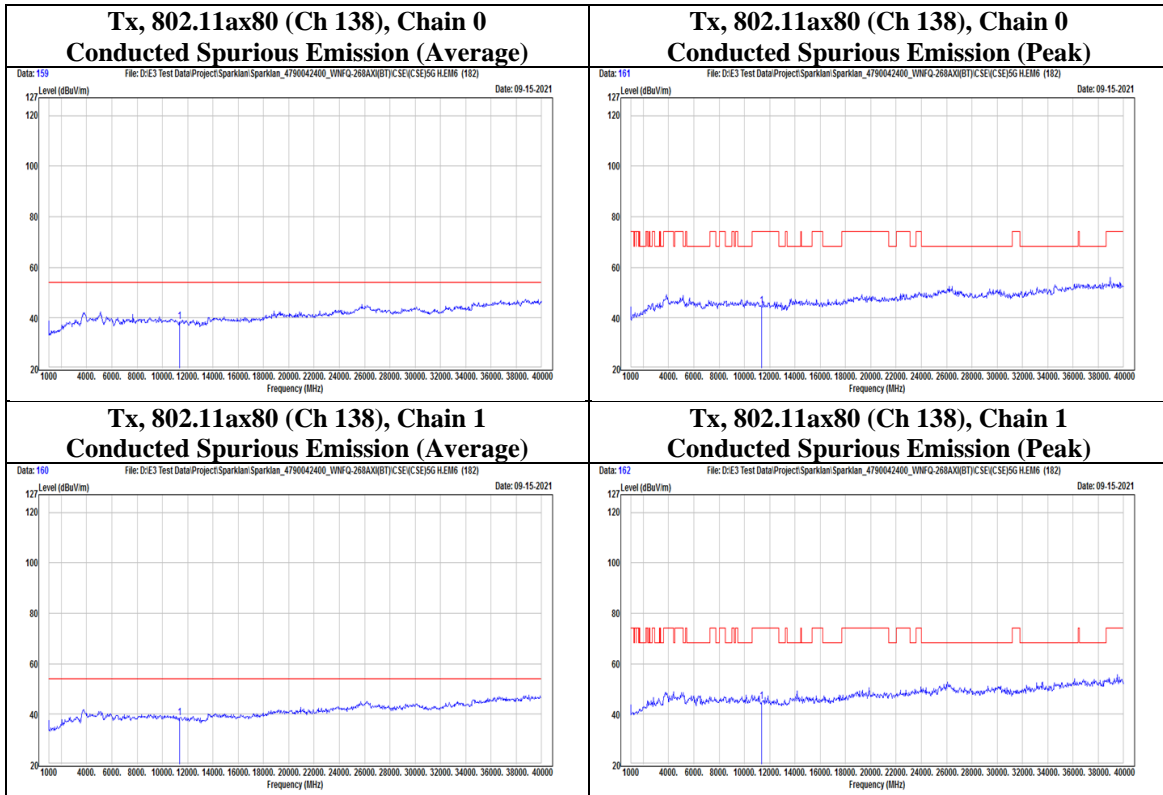 Tx, 802.11ax80 (Ch 138), Chain 0
Conducted Spurious Emission (Average)
Data: 159 File: D:\E3 Test Data\Project\Sparklan\Sparklan_4790042400_WNFQ-268AXI(BT)\CSE\(CSE)5G H.EM6 (182)
127 Level (dBuV/m) Date: 09-15-2021
120
100
80
60
40
1
20
1000 4000. 6000. 8000. 10000. 12000. 14000. 16000. 18000. 20000. 22000. 24000. 26000. 28000. 30000. 32000. 34000. 36000. 38000. 40000
Frequency (MHz)
Tx, 802.11ax80 (Ch 138), Chain 0
Conducted Spurious Emission (Peak)
Data: 161 File: D:\E3 Test Data\Project\Sparklan\Sparklan_4790042400_WNFQ-268AXI(BT)\CSE\(CSE)5G H.EM6 (182)
127 Level (dBuV/m) Date: 09-15-2021
120
100
80
60
40
1
20
1000 4000. 6000. 8000. 10000. 12000. 14000. 16000. 18000. 20000. 22000. 24000. 26000. 28000. 30000. 32000. 34000. 36000. 38000. 40000
Frequency (MHz)
Tx, 802.11ax80 (Ch 138), Chain 1
Conducted Spurious Emission (Average)
Data: 160 File: D:\E3 Test Data\Project\Sparklan\Sparklan_4790042400_WNFQ-268AXI(BT)\CSE\(CSE)5G H.EM6 (182)
127 Level (dBuV/m) Date: 09-15-2021
120
100
80
60
40
1
20
1000 4000. 6000. 8000. 10000. 12000. 14000. 16000. 18000. 20000. 22000. 24000. 26000. 28000. 30000. 32000. 34000. 36000. 38000. 40000
Frequency (MHz)
Tx, 802.11ax80 (Ch 138), Chain 1
Conducted Spurious Emission (Peak)
Data: 162 File: D:\E3 Test Data\Project\Sparklan\Sparklan_4790042400_WNFQ-268AXI(BT)\CSE\(CSE)5G H.EM6 (182)
127 Level (dBuV/m) Date: 09-15-2021
120
100
80
60
40
1
20
1000 4000. 6000. 8000. 10000. 12000. 14000. 16000. 18000. 20000. 22000. 24000. 26000. 28000. 30000. 32000. 34000. 36000. 38000. 40000
Frequency (MHz)